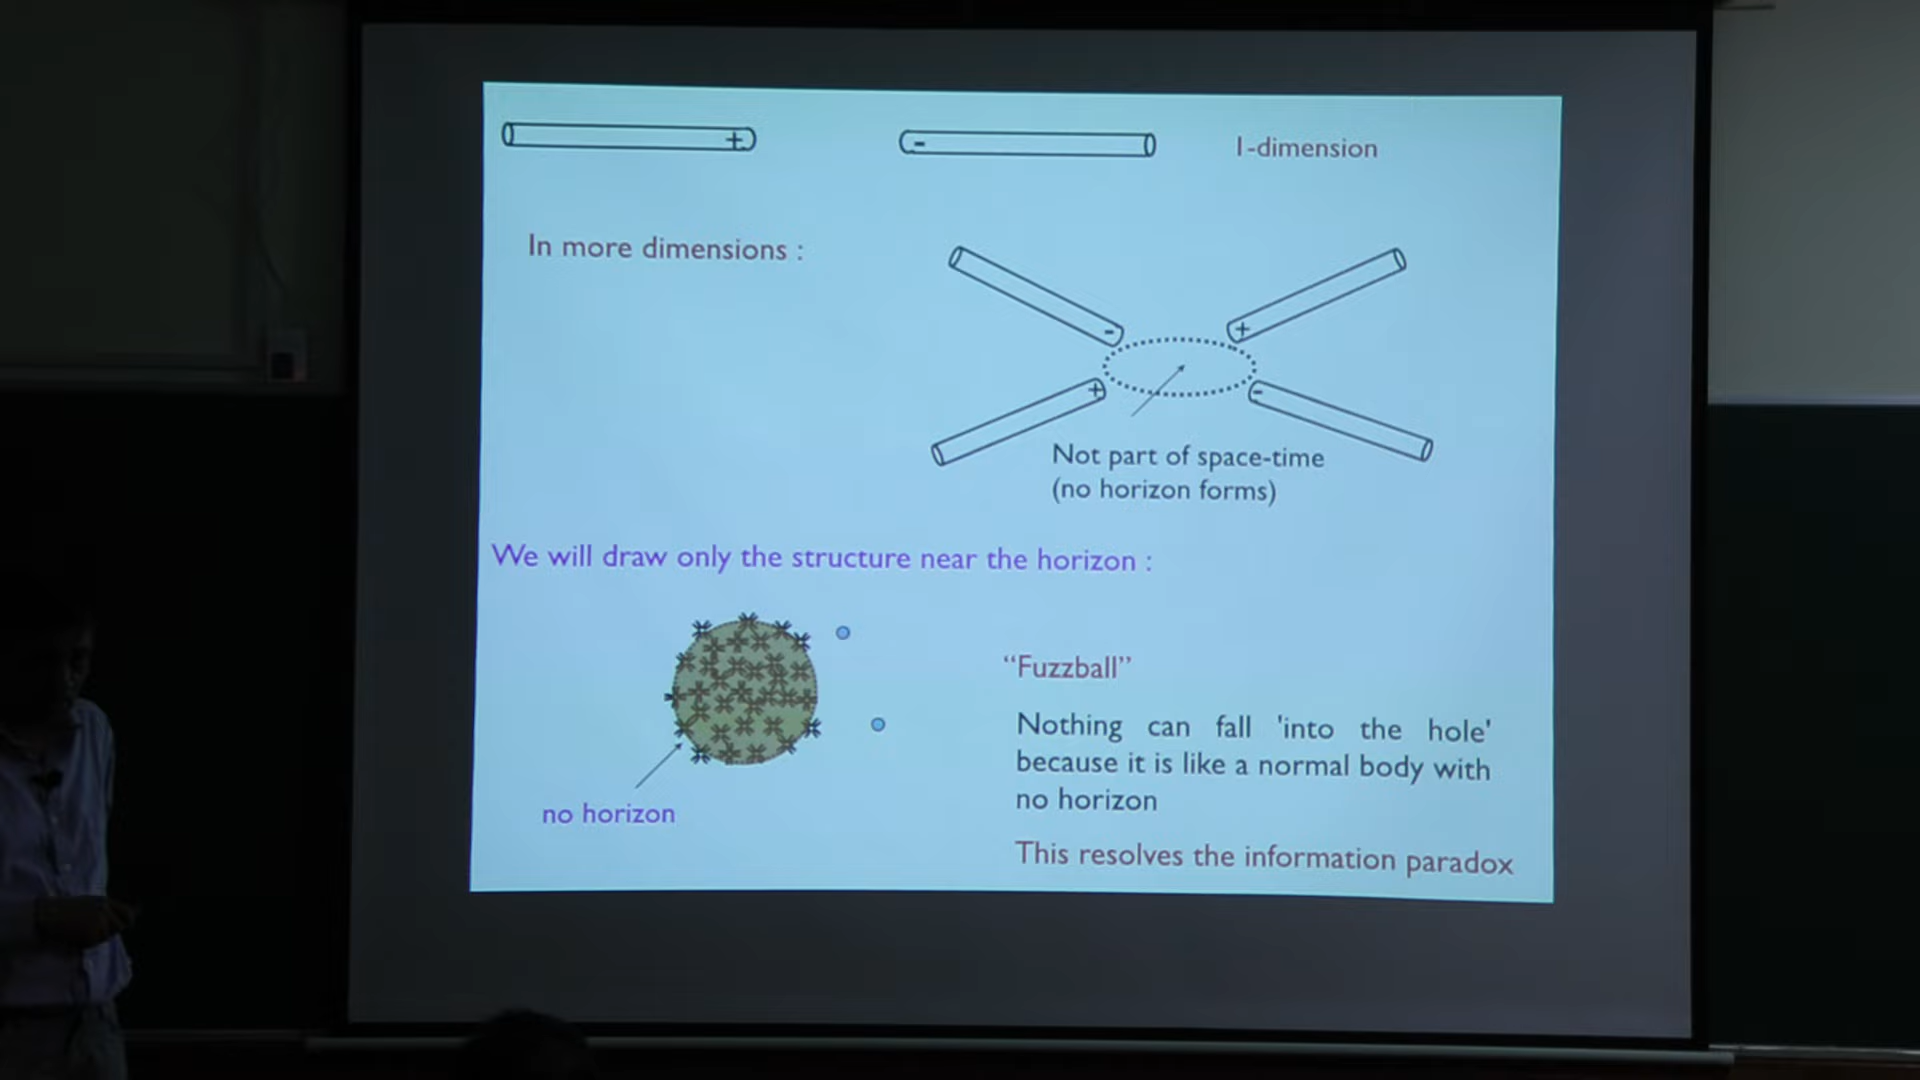 +
-
1-dimension
In more dimensions :
-
+
+
-
Not part of space-time
(no horizon forms)
We will draw only the structure near the horizon :
“Fuzzball”
Nothing can fall 'into the hole'
because it is like a normal body with
no horizon
no horizon
This resolves the information paradox